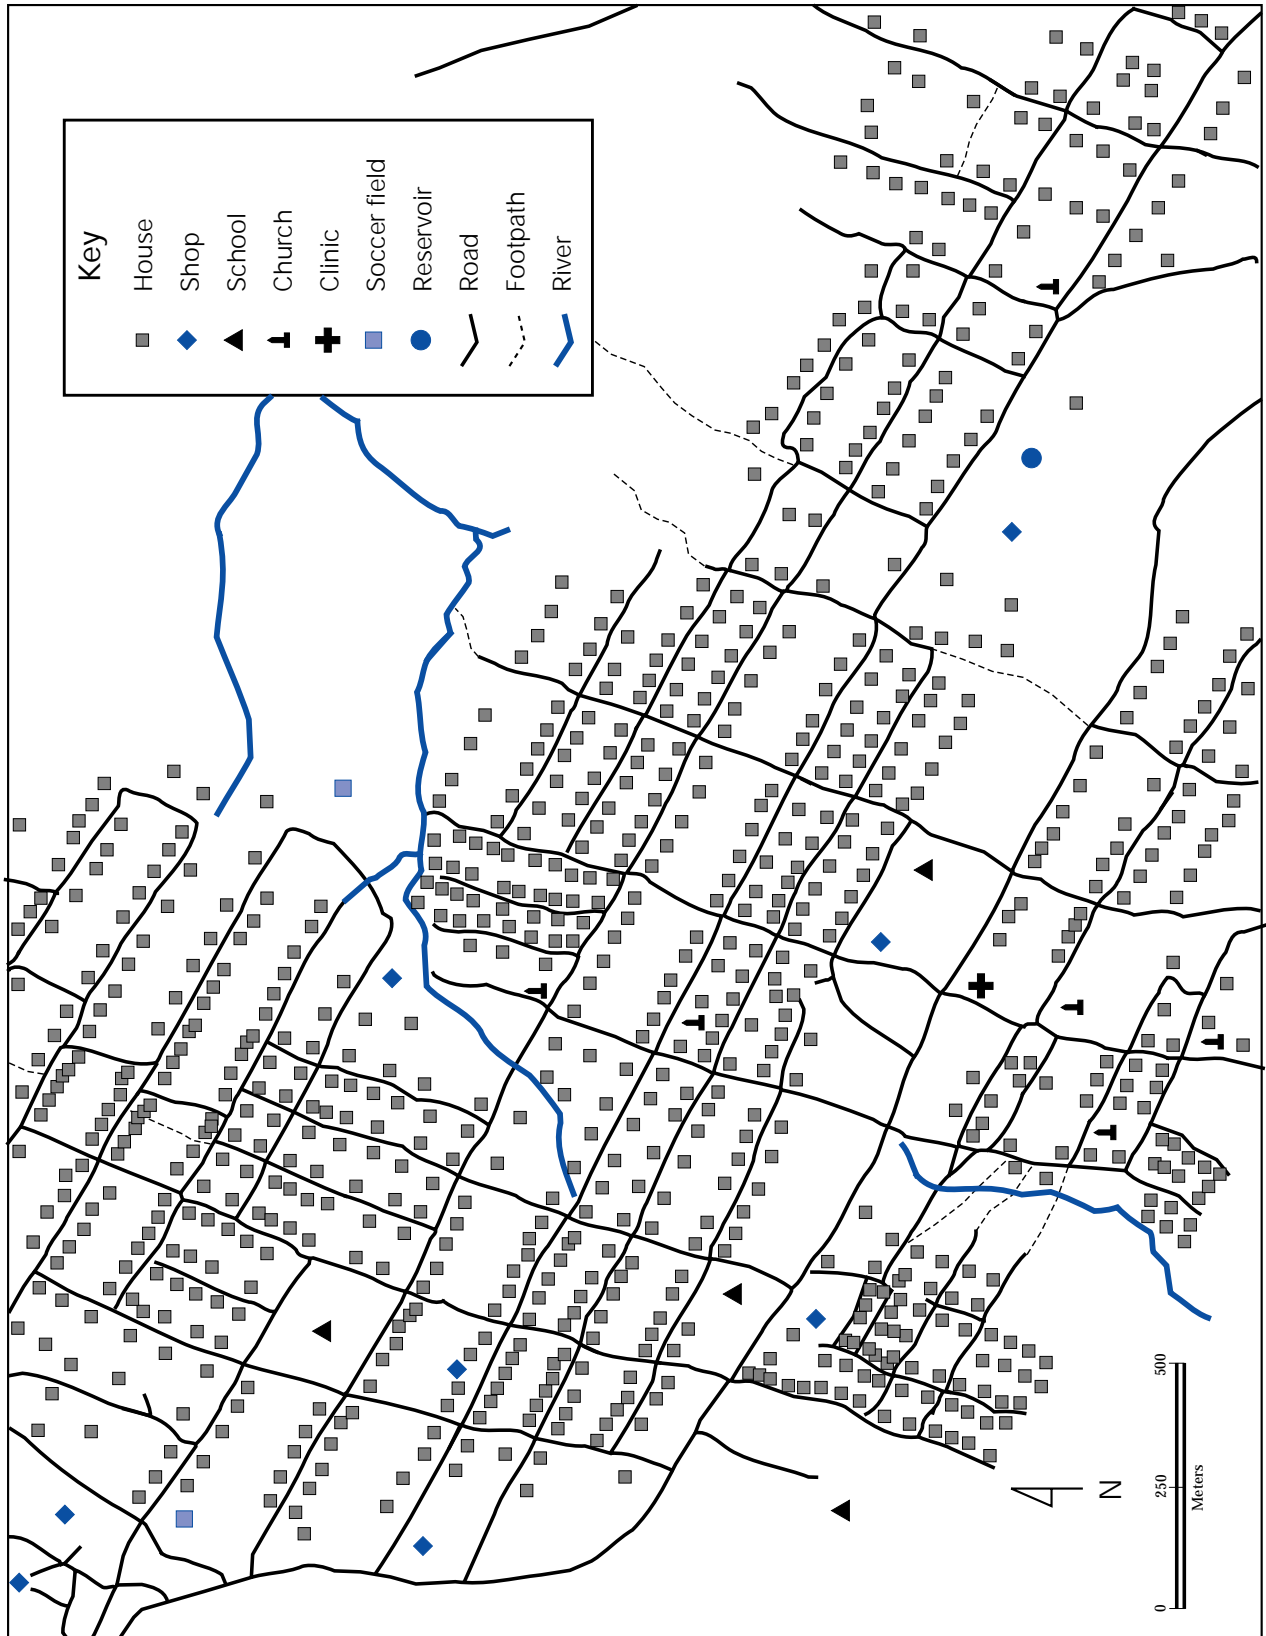 Key
House
Shop
School
Church
Clinic
Soccer field
Reservoir
Road
Footpath
River
N
0 250 500
Meters